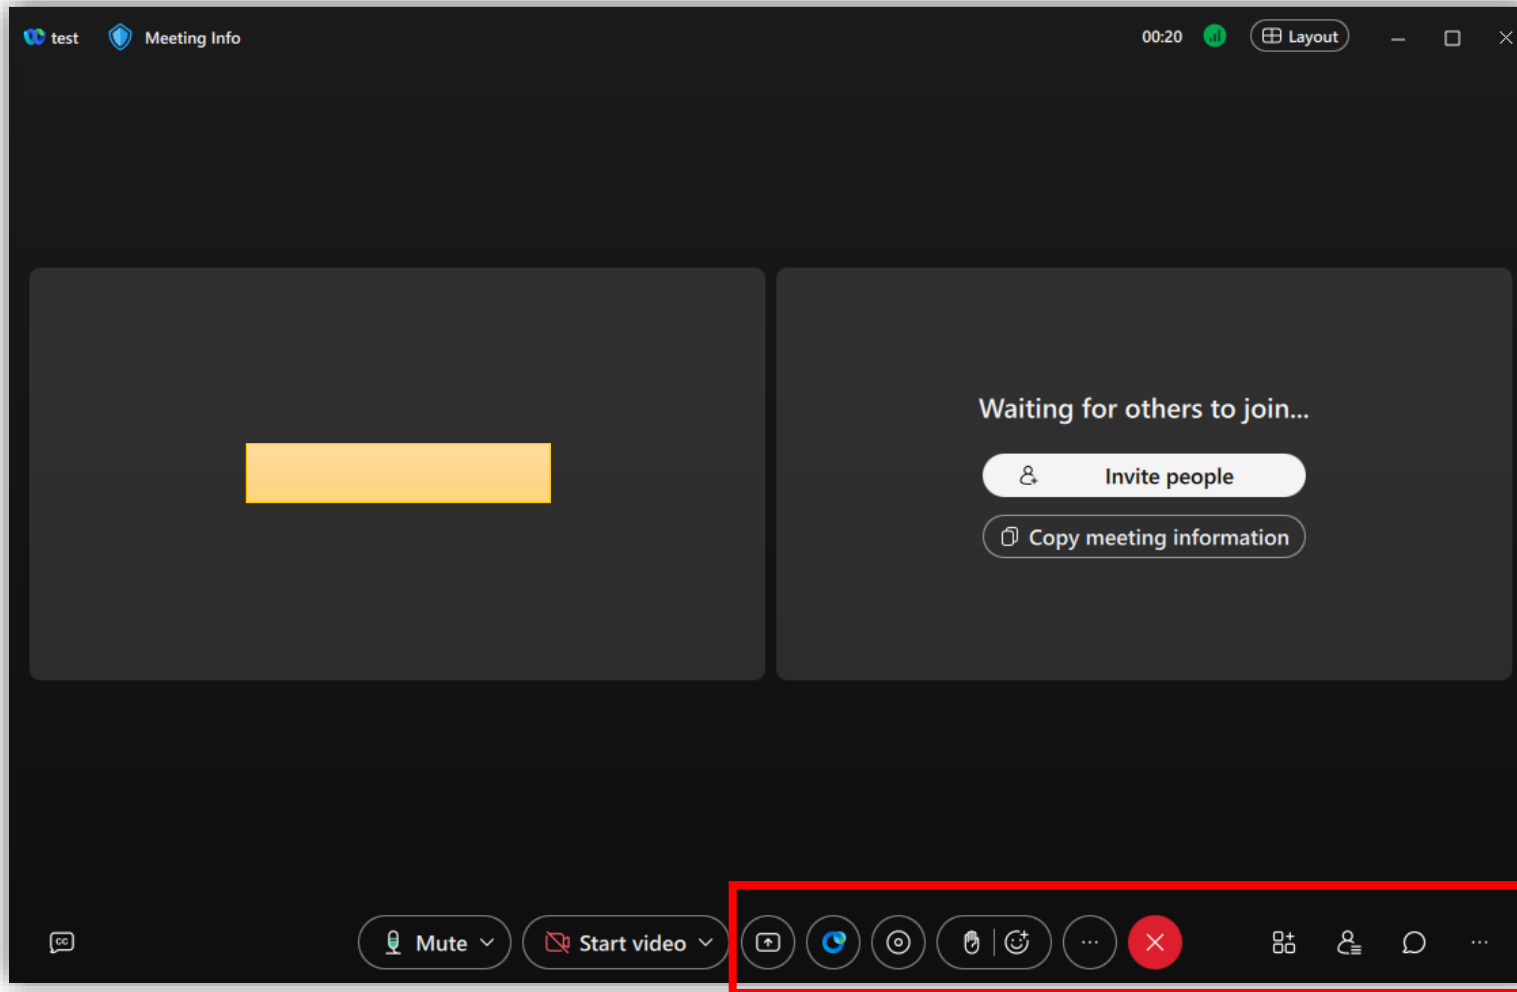 test Meeting Info 00:20 Layout
Waiting for others to join...
Invite people
Copy meeting information
CC Mute Start video